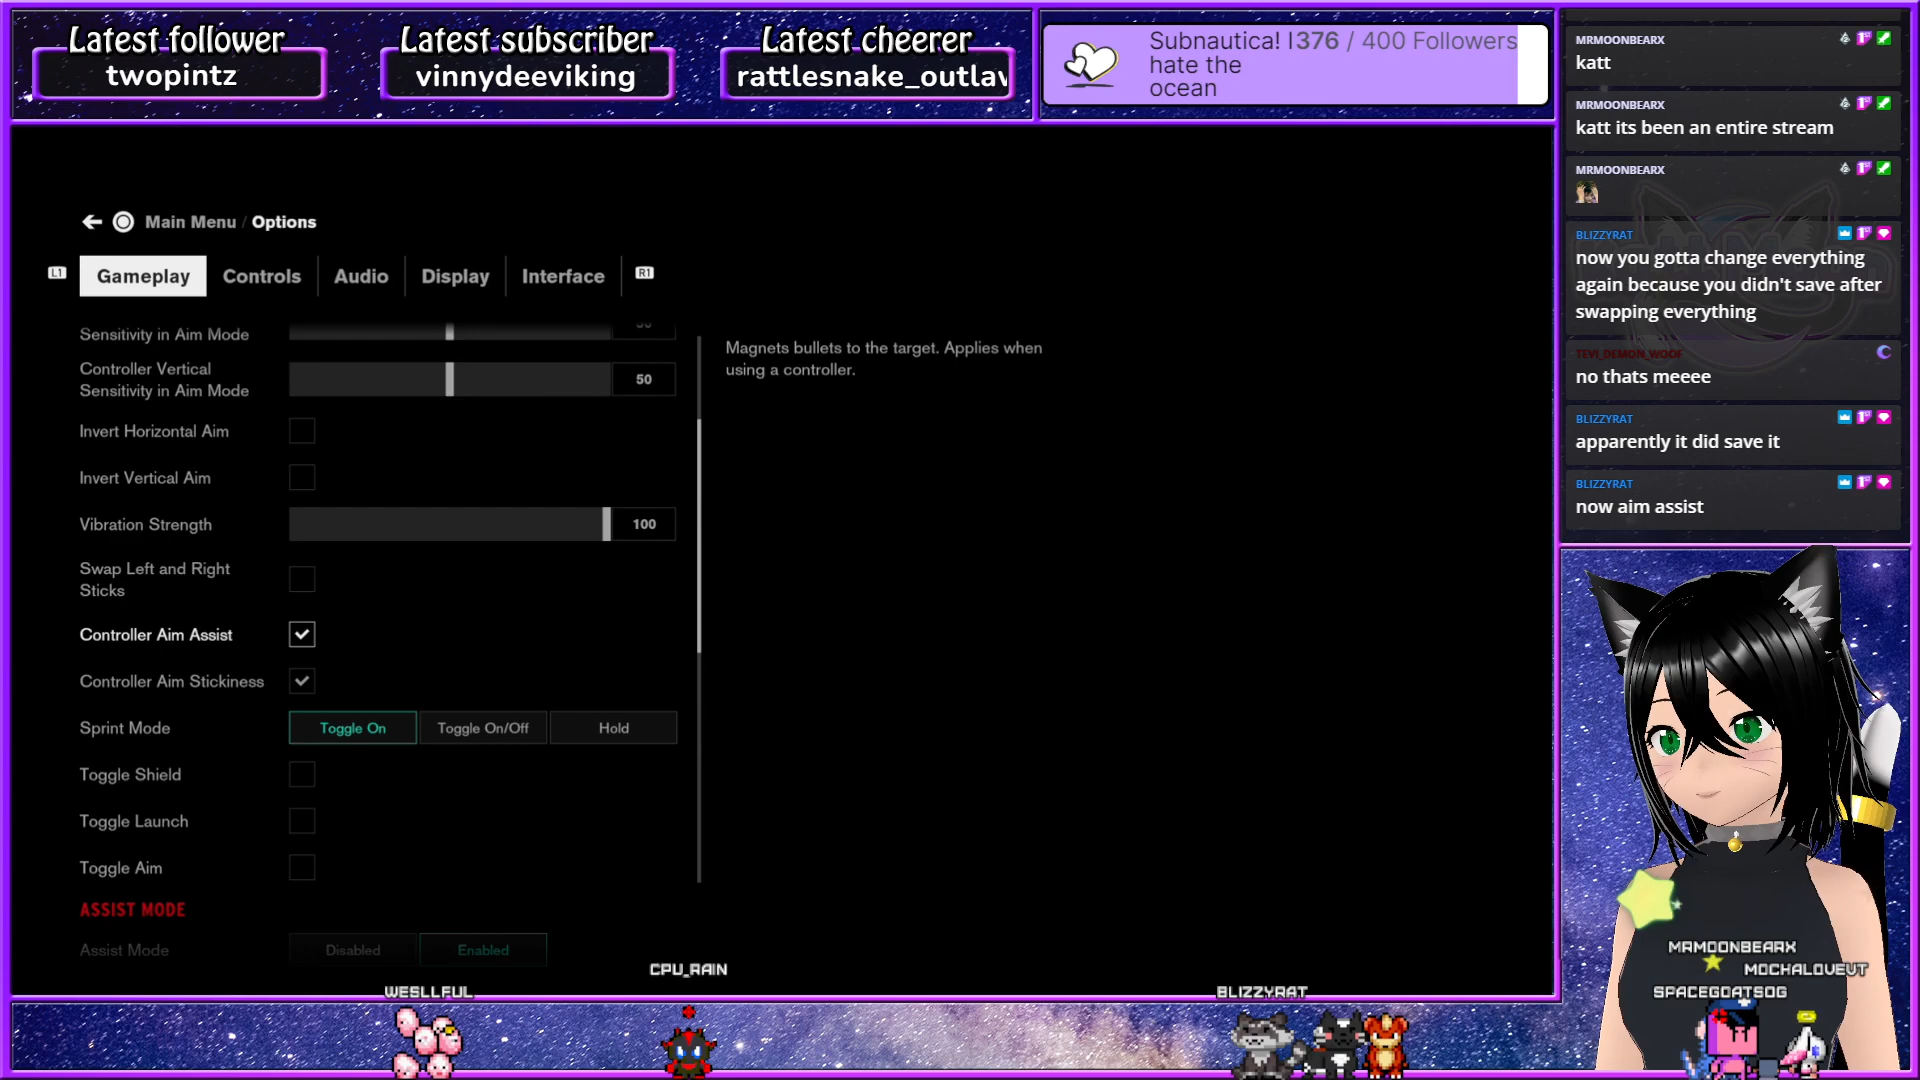 Latest follower
twopintz
Latest subscriber
vinnydeeviking
Latest cheerer
rattlesnake_outlaw
Subnautica! I
hate the
ocean
376 / 400 Followers
Main Menu / Options
L1
Gameplay
Controls
Audio
Display
Interface
R1
Sensitivity in Aim Mode
Controller Vertical
Sensitivity in Aim Mode
50
Invert Horizontal Aim
Invert Vertical Aim
Vibration Strength
100
Swap Left and Right
Sticks
Controller Aim Assist
Controller Aim Stickiness
Sprint Mode
Toggle On
Toggle On/Off
Hold
Toggle Shield
Toggle Launch
Toggle Aim
ASSIST MODE
Assist Mode
Disabled
Enabled
Magnets bullets to the target. Applies when
using a controller.
MRMOONBEARX
katt
MRMOONBEARX
katt its been an entire stream
MRMOONBEARX
BLIZZYRAT
now you gotta change everything
again because you didn't save after
swapping everything
TEVI_DEMON_WOOF
no thats meeee
BLIZZYRAT
apparently it did save it
BLIZZYRAT
now aim assist
MRMOONBEARX
MOCHALOVEVT
SPACEGOATSOG
CPU_RAIN
WESLLFUL
BLIZZYRAT